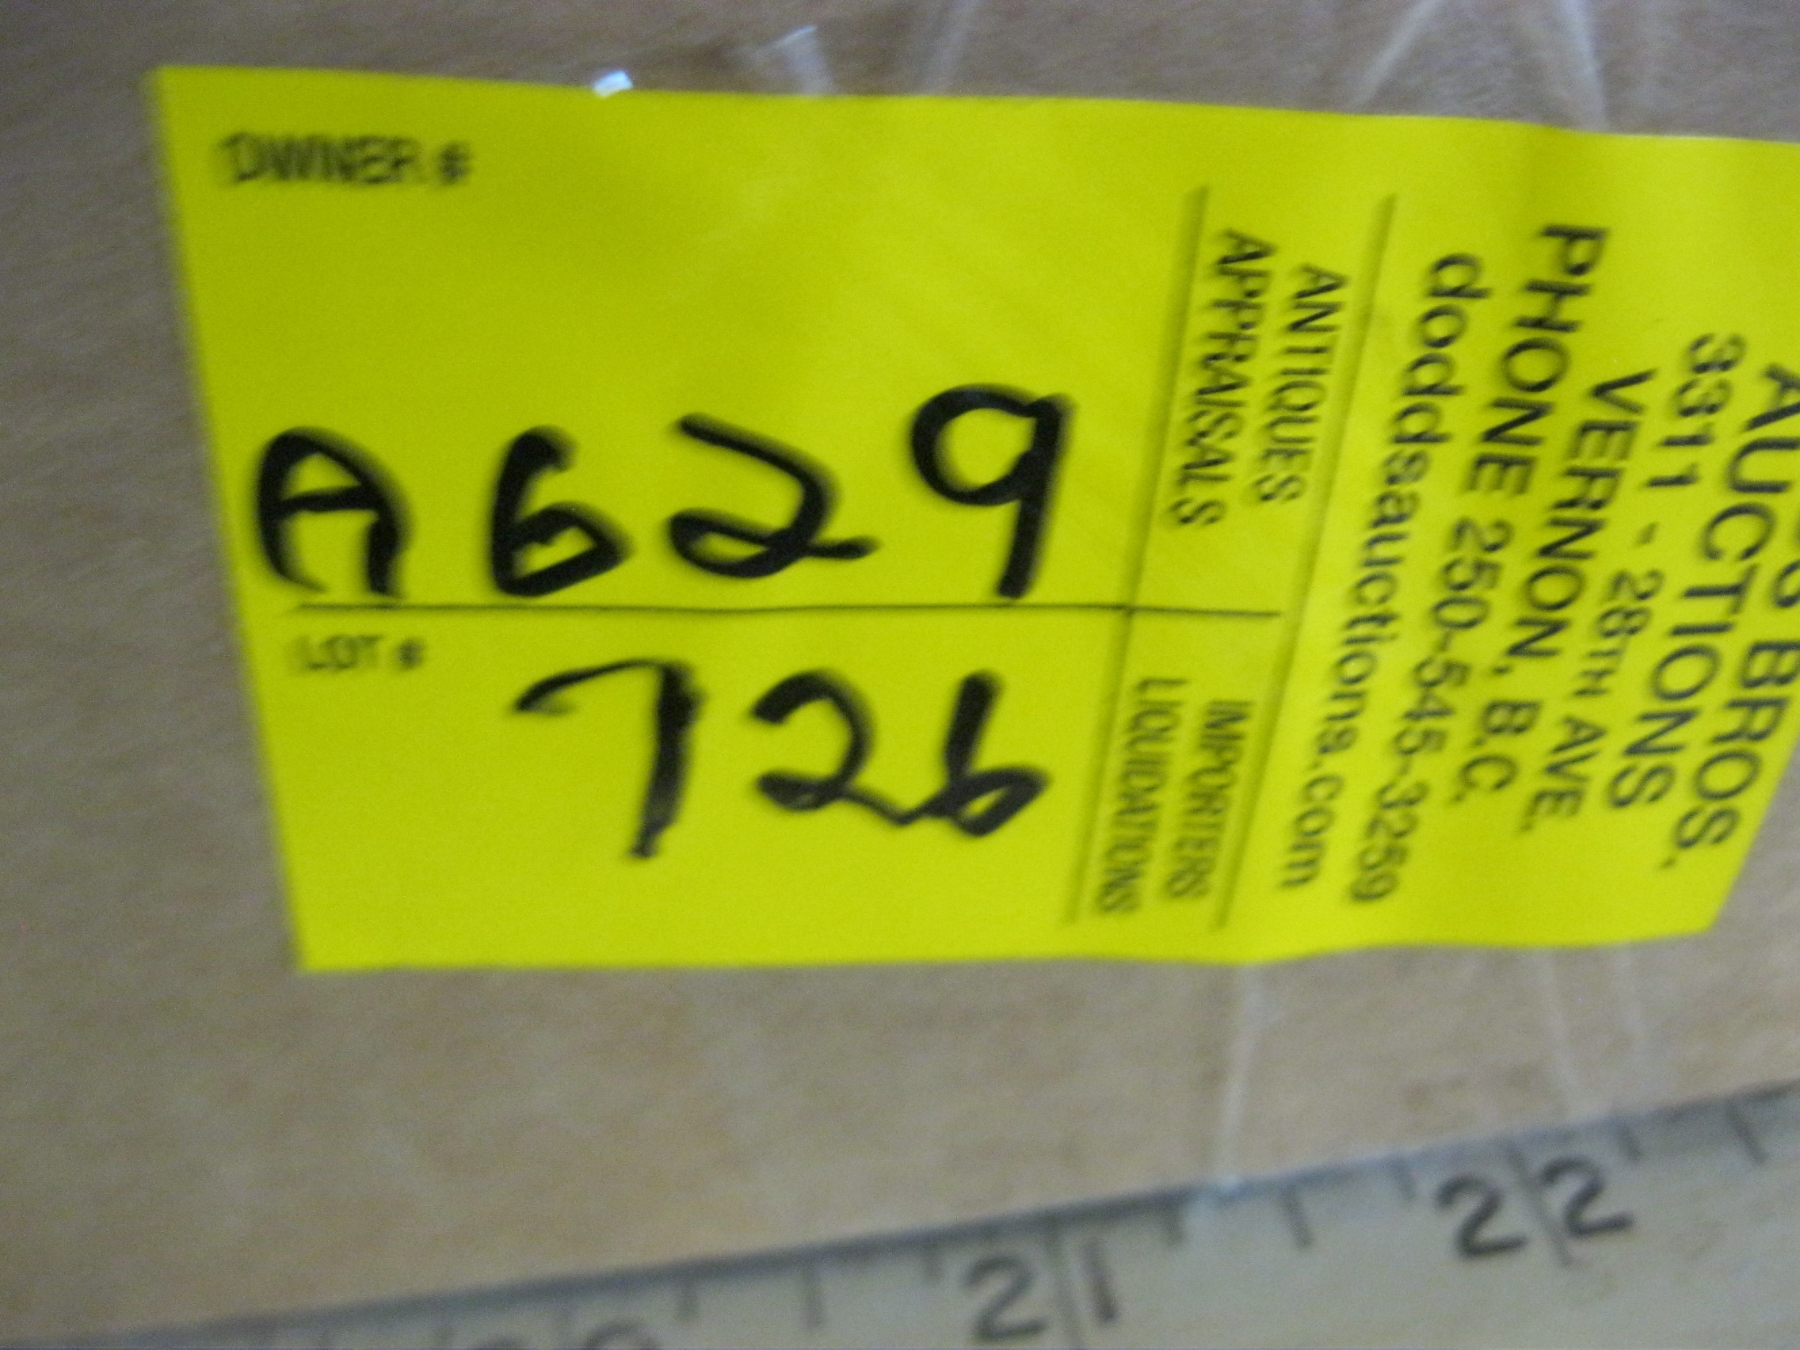 OWNER #
A629
LOT #
726
BROS.
AUCTIONS
3311 - 28TH AVE.
VERNON, B.C.
PHONE 250-545-3259
doddsauctions.com
ANTIQUES
APPRAISALS
IMPORTERS
LIQUIDATIONS
21
22